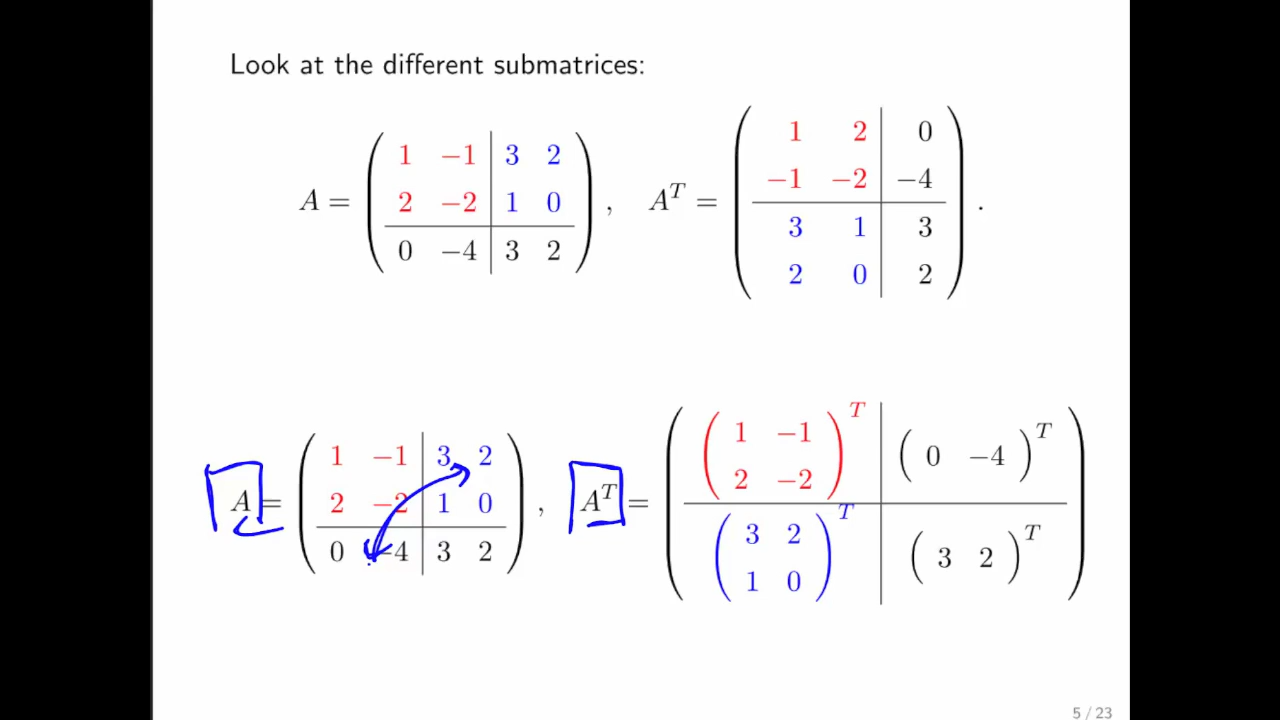 Look at the different submatrices:
A = ( 1 −1 | 3 2
2 −2 | 1 0
0 −4 | 3 2 ) , A^T = ( 1 2 | 0
−1 −2 | −4
3 1 | 3
2 0 | 2 ) .
A = ( 1 −1 | 3 2
2 −2 | 1 0
0 −4 | 3 2 ) , A^T = ( ( 1 −1
2 −2 )^T | ( 0 −4 )^T
( 3 2
1 0 )^T | ( 3 2 )^T )
5 / 23